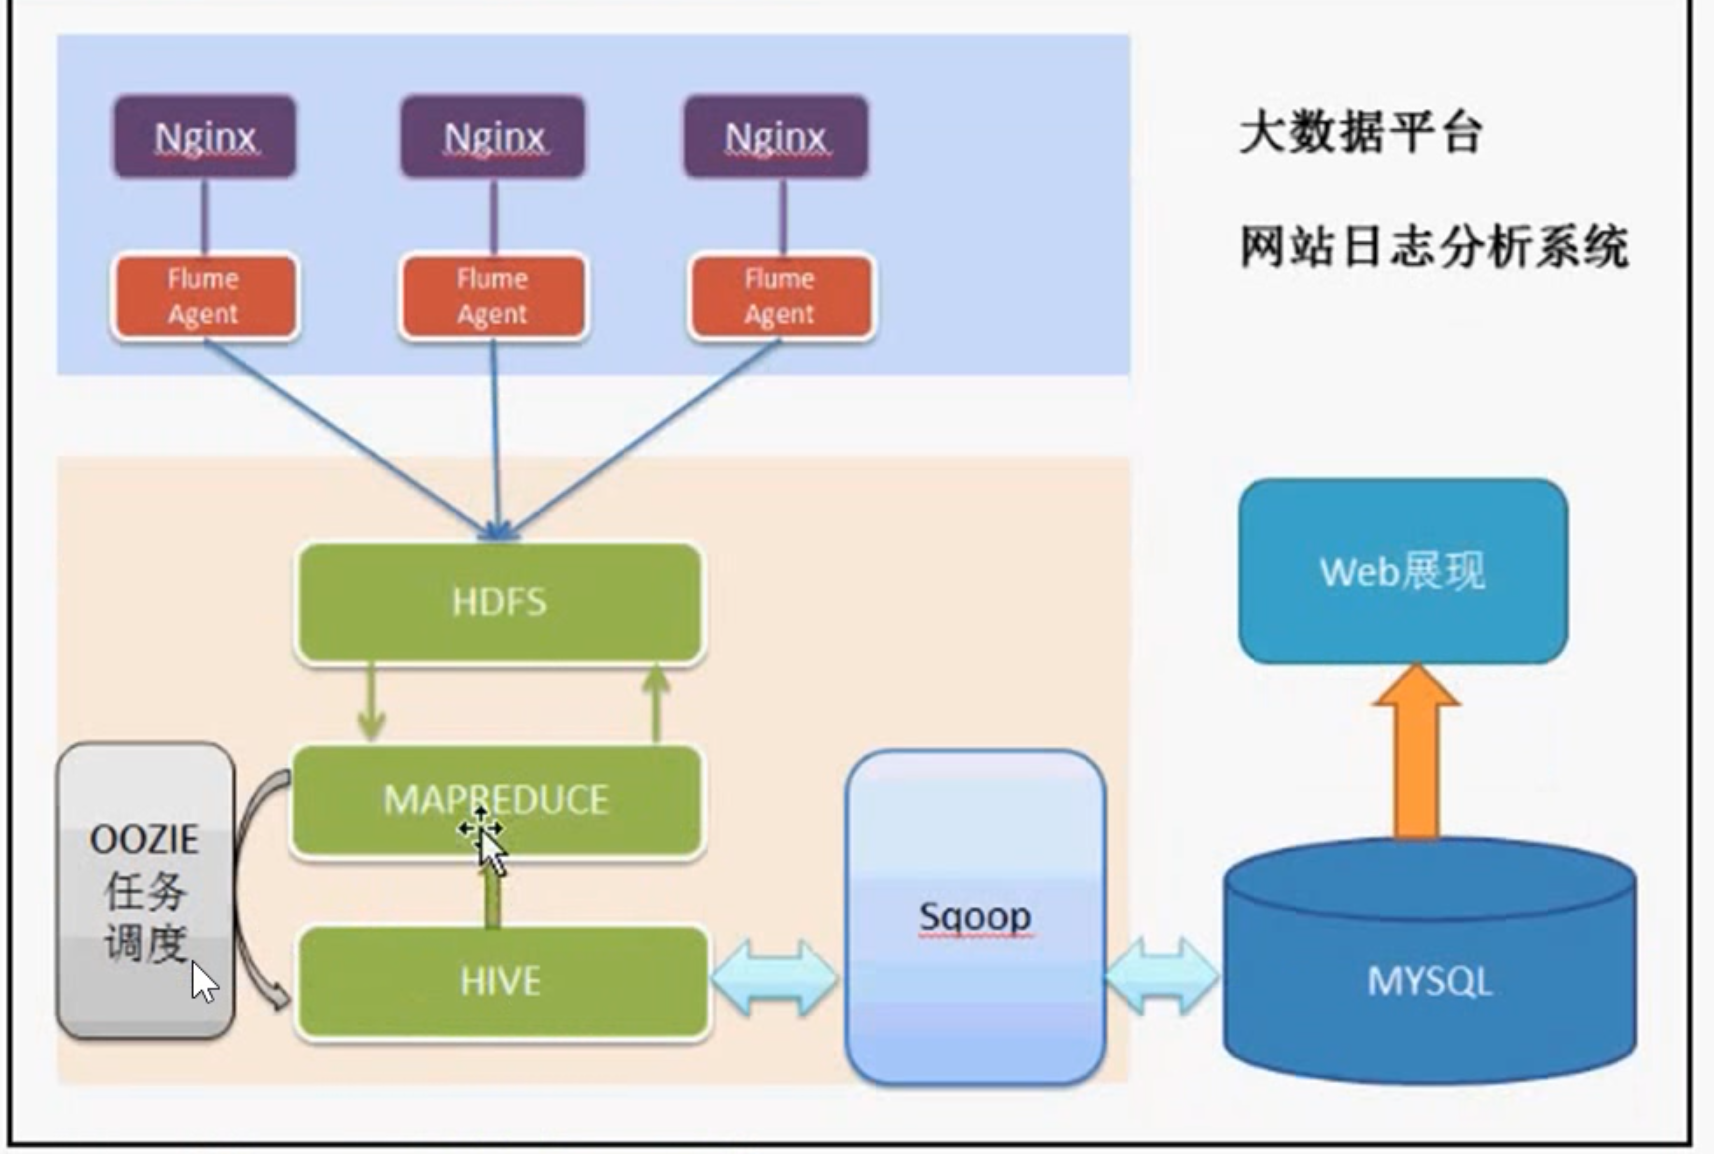 Nginx
Nginx
Nginx
大数据平台
网站日志分析系统
Flume
Agent
Flume
Agent
Flume
Agent
HDFS
Web展现
MAPREDUCE
OOZIE
任务
调度
Sqoop
HIVE
MYSQL